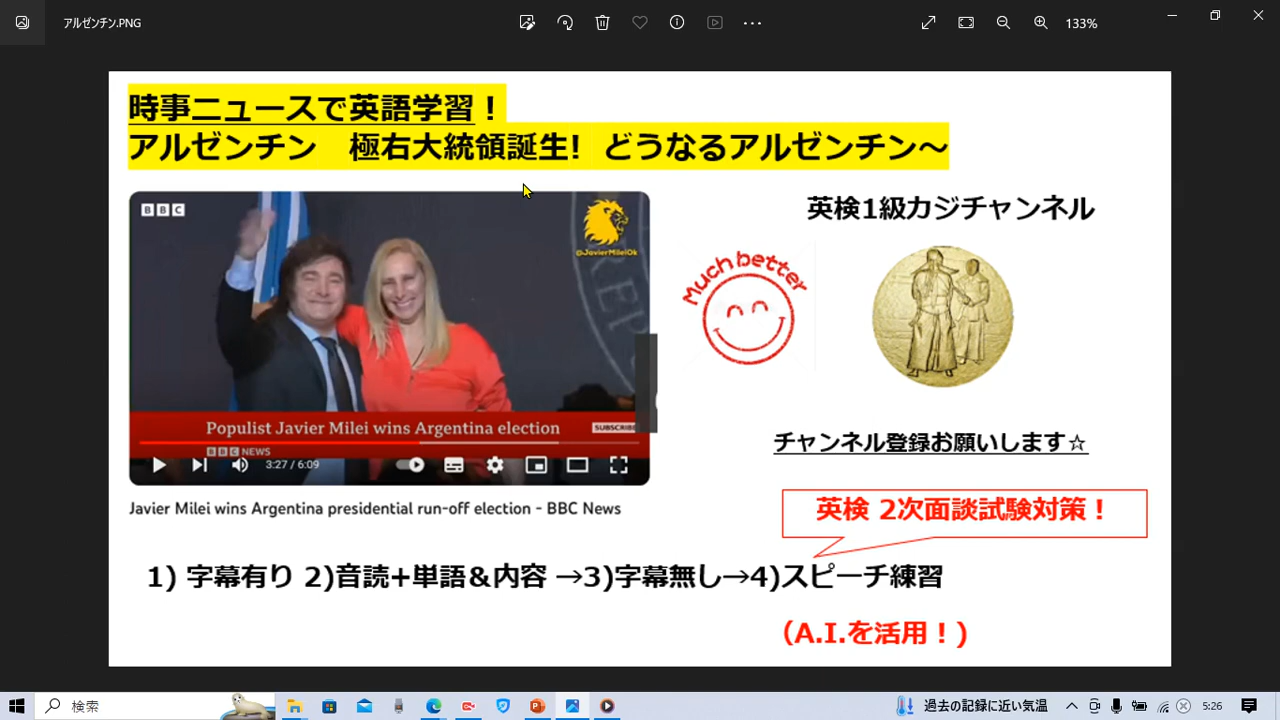 アルゼンチン.PNG
133%
時事ニュースで英語学習！
アルゼンチン　極右大統領誕生!　どうなるアルゼンチン～
BBC
@JavierMileiOk
Populist Javier Milei wins Argentina election
SUBSCRIBE
BBC NEWS
3:27 / 6:09
Javier Milei wins Argentina presidential run-off election - BBC News
英検1級カジチャンネル
Much better
チャンネル登録お願いします☆
英検 2次面談試験対策！
1) 字幕有り 2)音読+単語＆内容 →3)字幕無し→4)スピーチ練習
(A.I.を活用！)
検索
過去の記録に近い気温
5:26